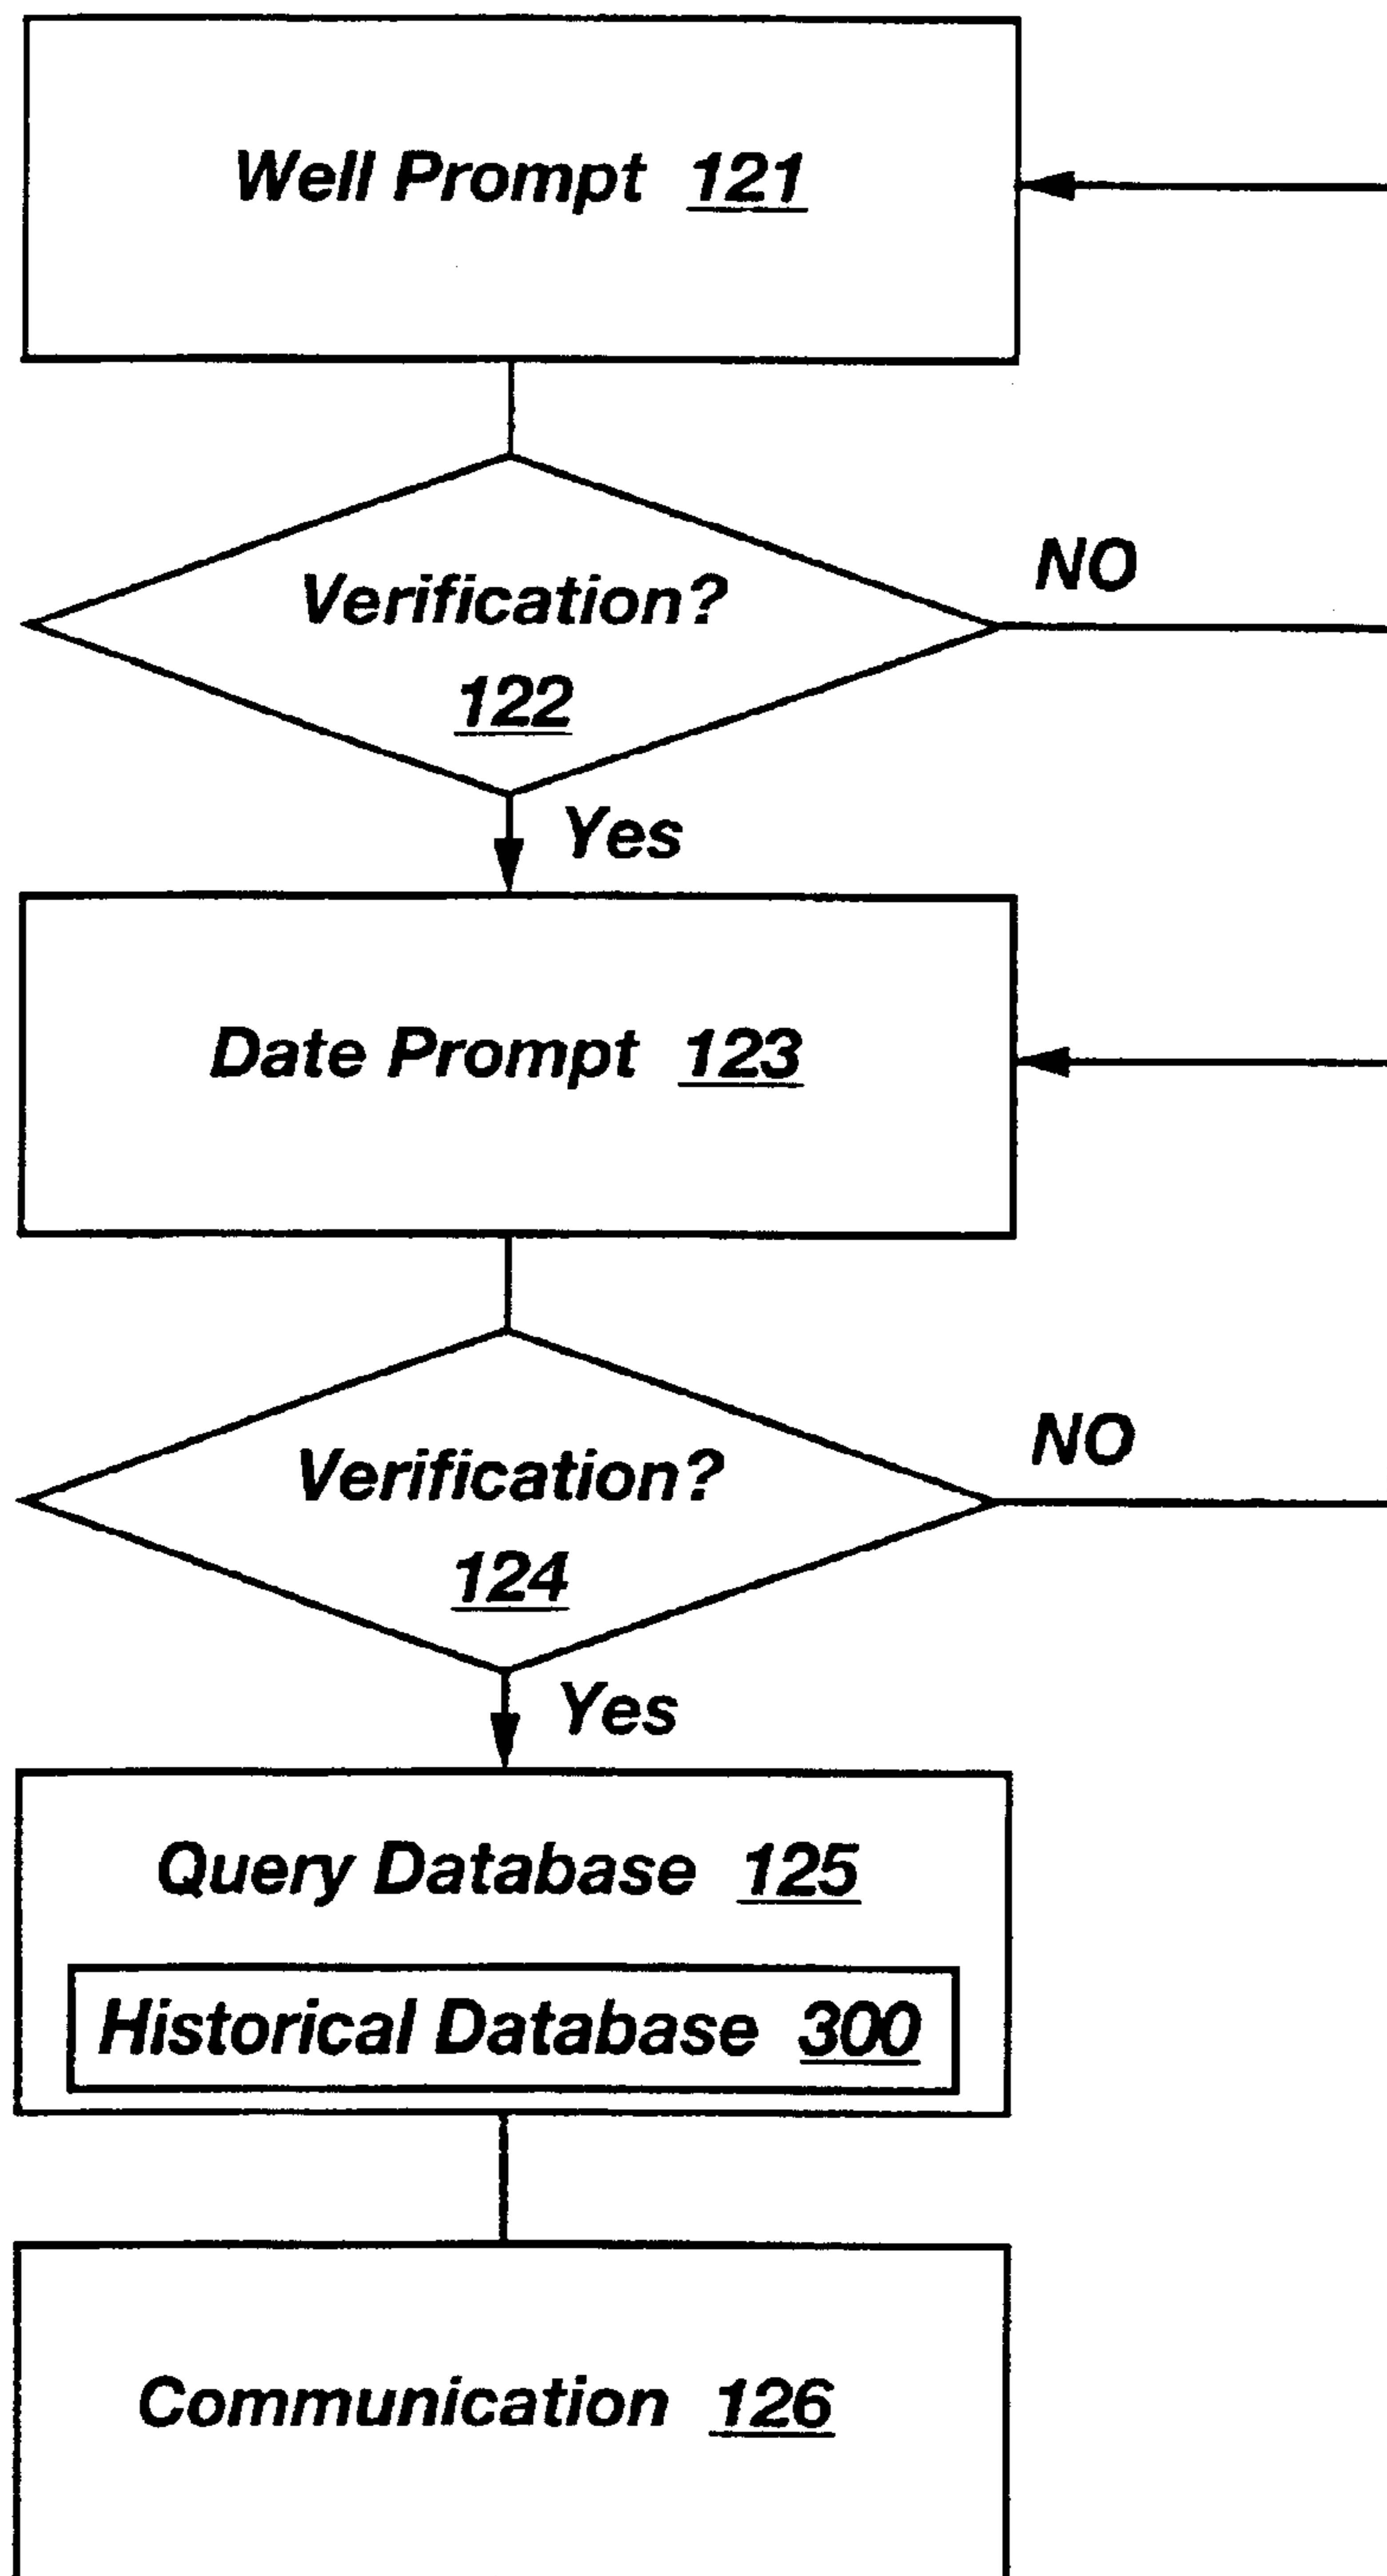 Well Prompt 121
Verification?
122
NO
Yes
Date Prompt 123
Verification?
124
NO
Yes
Query Database 125
Historical Database 300
Communication 126